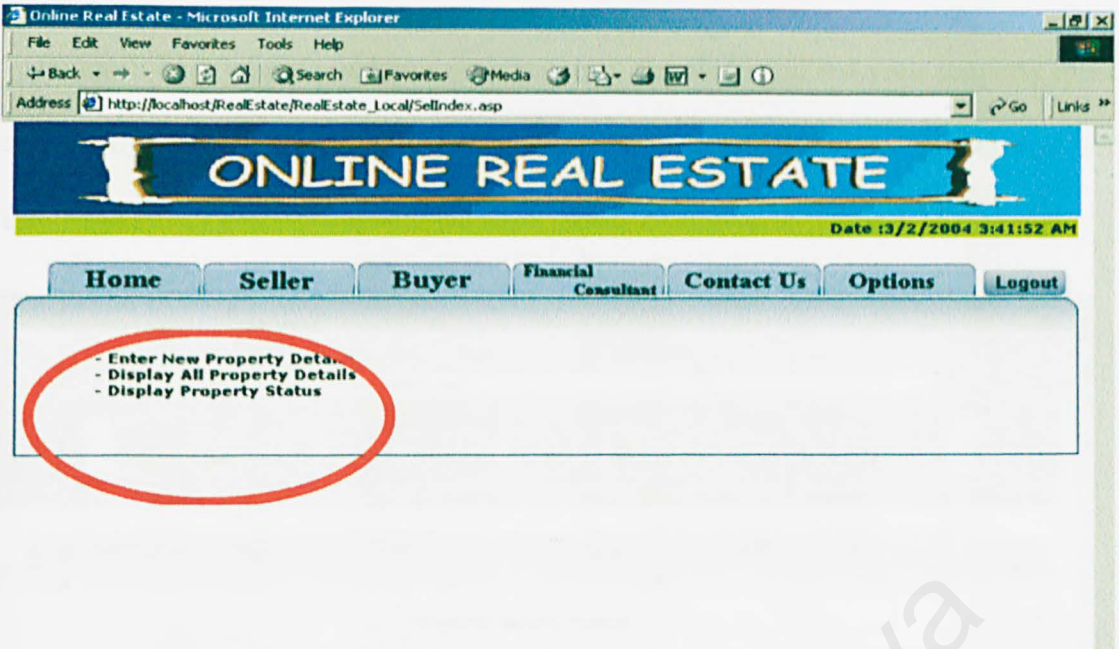 Online Real Estate - Microsoft Internet Explorer
File Edit View Favorites Tools Help
Back Search Favorites Media
Address http://localhost/RealEstate/RealEstate_Local/SelIndex.asp Go Links »
ONLINE REAL ESTATE
Date :3/2/2004 3:41:52 AM
Home Seller Buyer Financial Consultant Contact Us Options Logout
- Enter New Property Details
- Display All Property Details
- Display Property Status